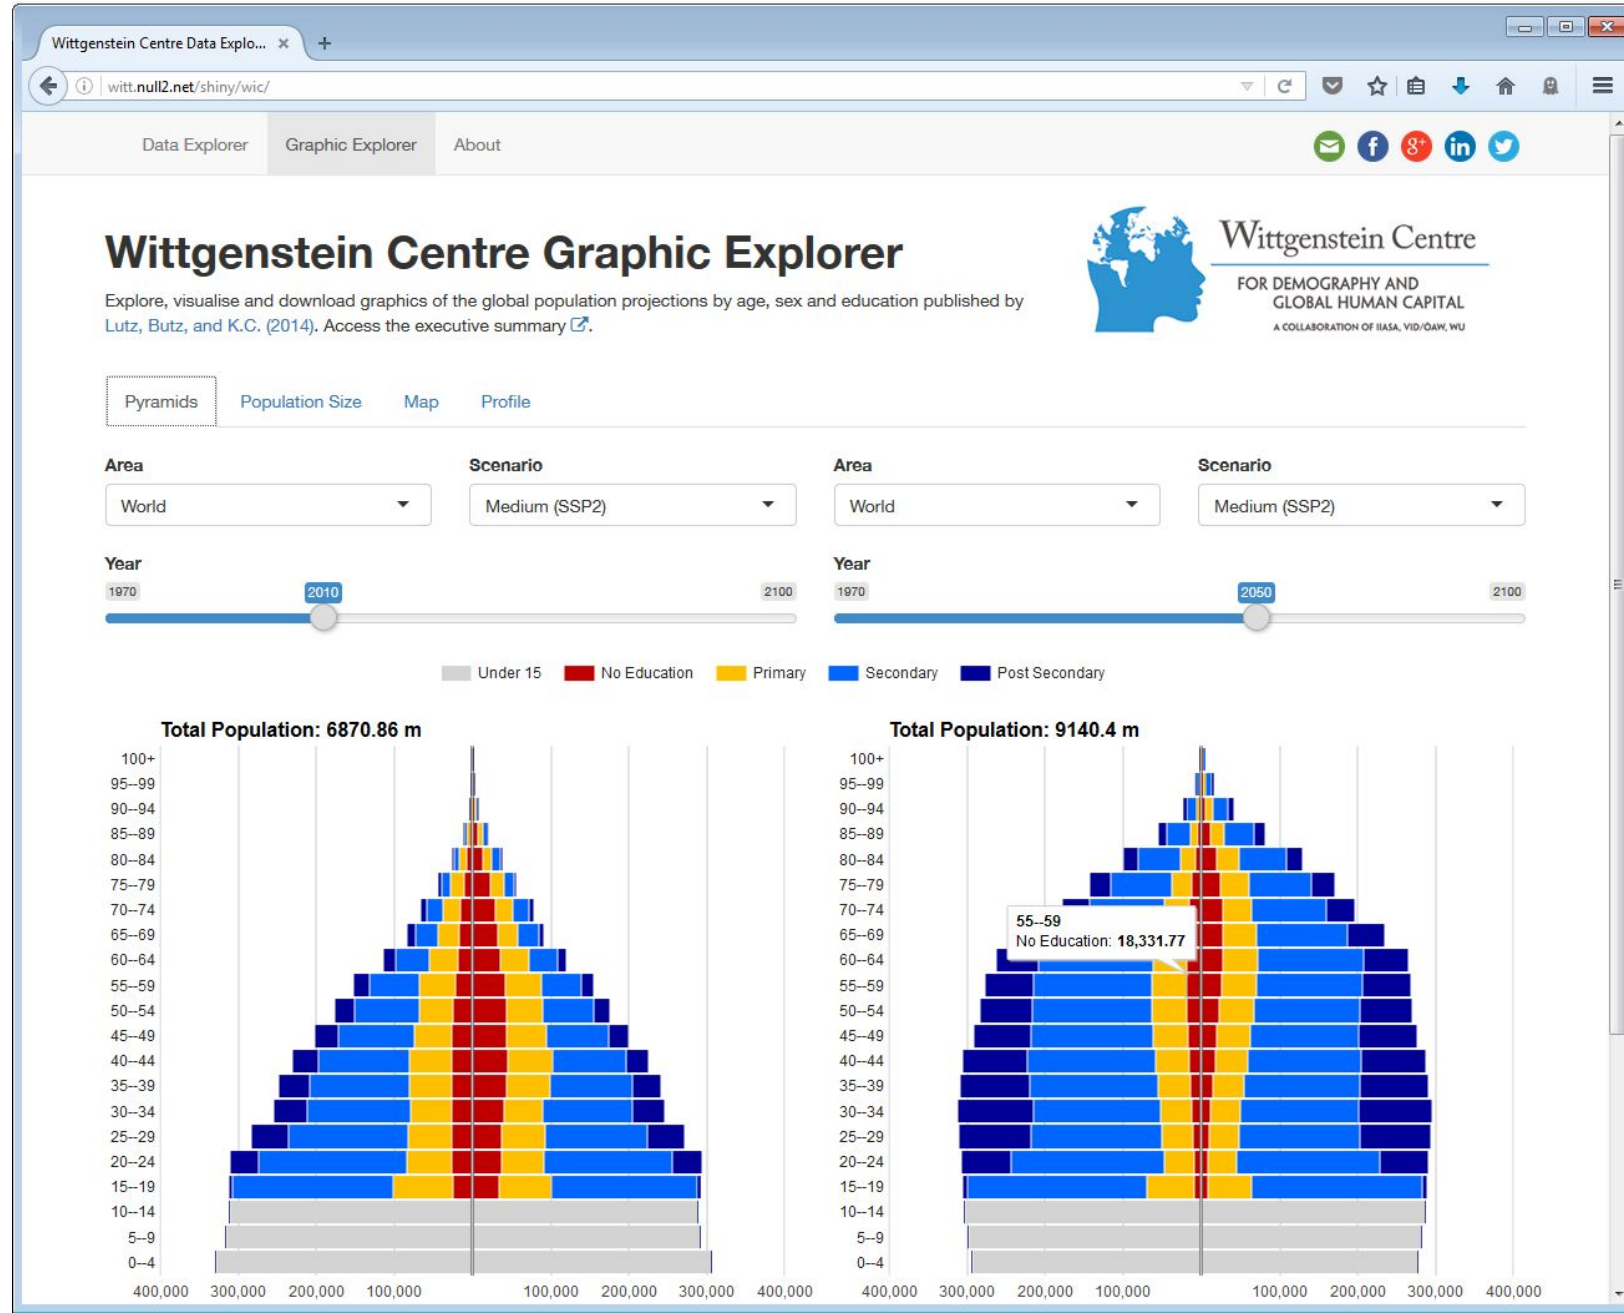 Wittgenstein Centre Data Explo...
witt.null2.net/shiny/wic/
Data Explorer Graphic Explorer About
Wittgenstein Centre Graphic Explorer
Explore, visualise and download graphics of the global population projections by age, sex and education published by
Lutz, Butz, and K.C. (2014). Access the executive summary.
Wittgenstein Centre
FOR DEMOGRAPHY AND
GLOBAL HUMAN CAPITAL
A COLLABORATION OF IIASA, VID/ÖAW, WU
Pyramids Population Size Map Profile
Area Scenario Area Scenario
World Medium (SSP2) World Medium (SSP2)
Year Year
1970 2010 2100 1970 2050 2100
Under 15 No Education Primary Secondary Post Secondary
Total Population: 6870.86 m Total Population: 9140.4 m
100+ 100+
95--99 95--99
90--94 90--94
85--89 85--89
80--84 80--84
75--79 75--79
70--74 70--74
55--59
65--69 65--69
No Education: 18,331.77
60--64 60--64
55--59 55--59
50--54 50--54
45--49 45--49
40--44 40--44
35--39 35--39
30--34 30--34
25--29 25--29
20--24 20--24
15--19 15--19
10--14 10--14
5--9 5--9
0--4 0--4
400,000 300,000 200,000 100,000 100,000 200,000 300,000 400,000 400,000 300,000 200,000 100,000 100,000 200,000 300,000 400,000